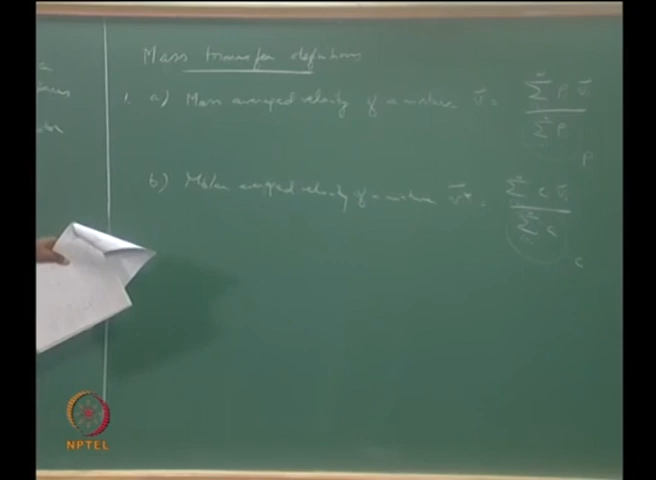 Mass transfer definitions
1. a) Mass averaged velocity of a mixture v⃗ = Σ ρ v⃗ / Σ ρ ρ
b) Molar averaged velocity of a mixture v⃗* = Σ c v⃗ / Σ c c
NPTEL